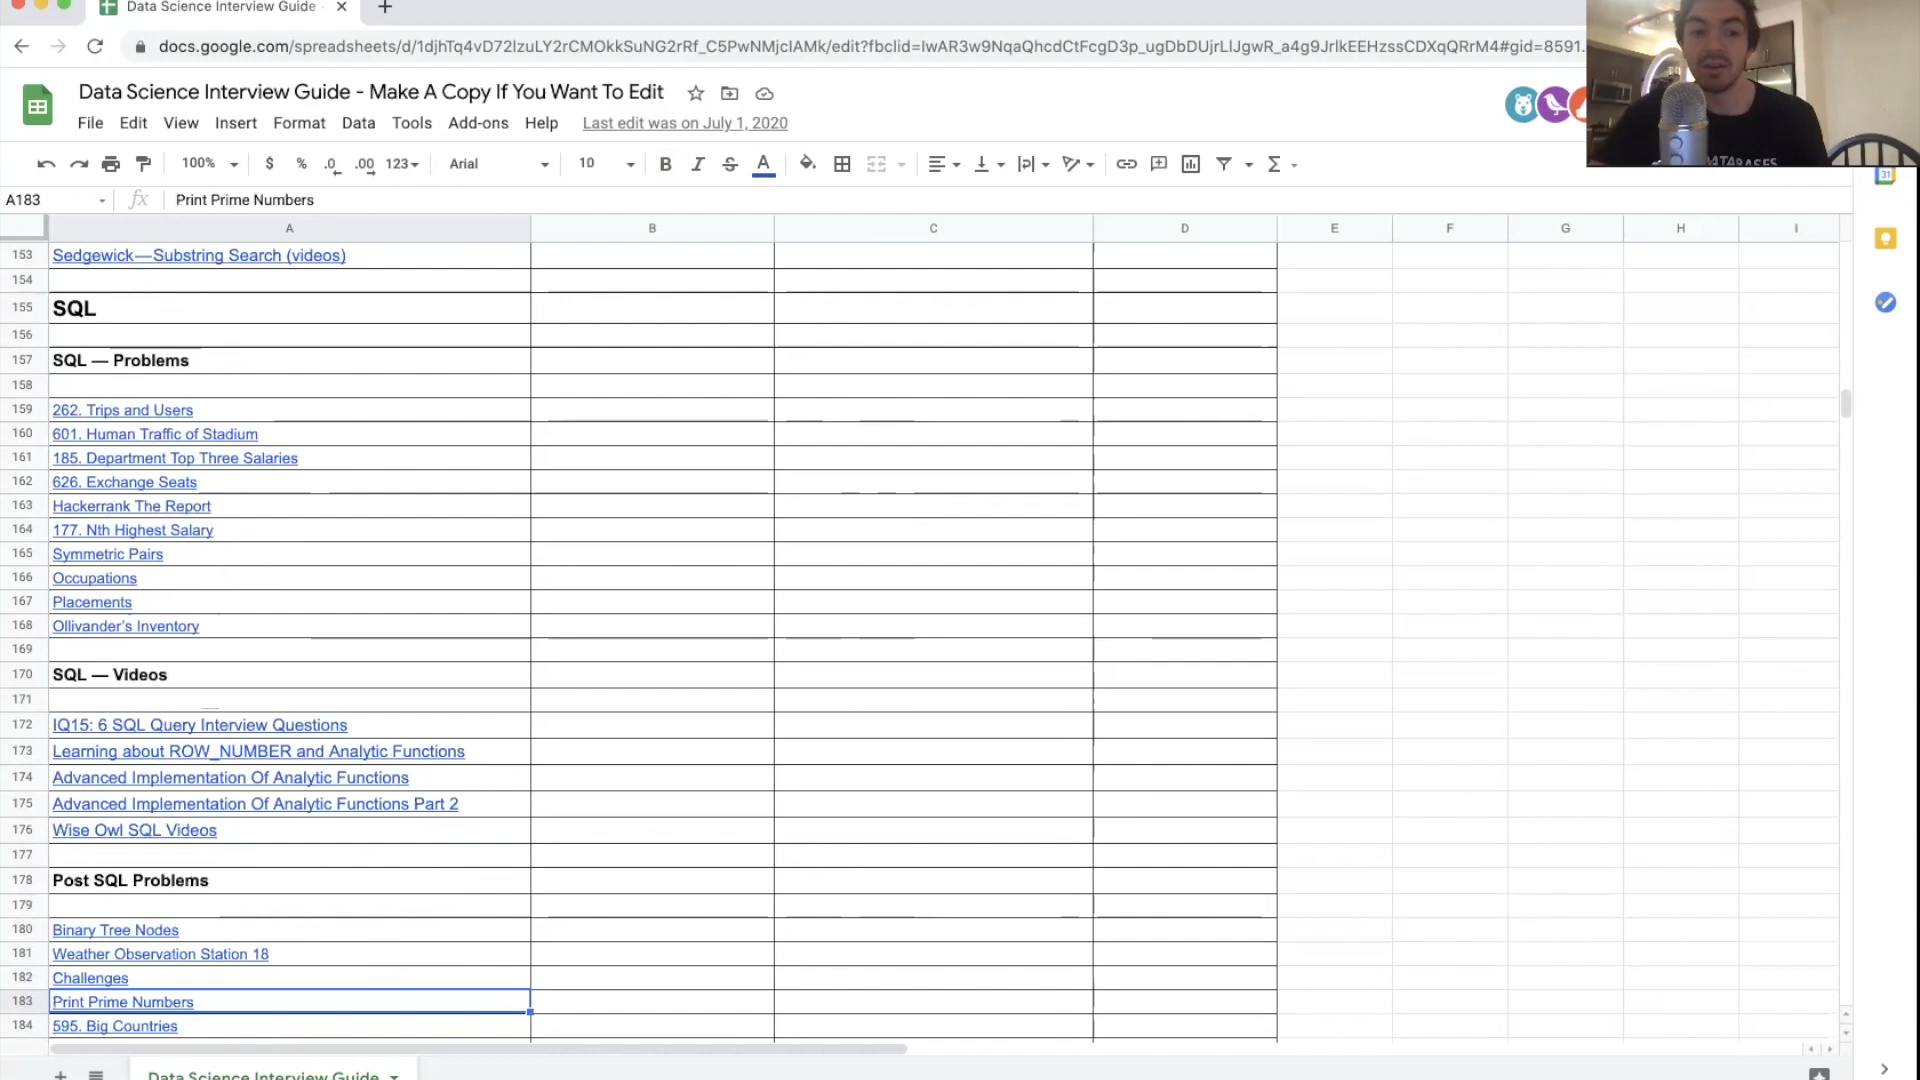 Data Science Interview Guide -
docs.google.com/spreadsheets/d/1djhTq4vD72lzuLY2rCMOkkSuNG2rRf_C5PwNMjcIAMk/edit?fbclid=IwAR3w9NqaQhcdCtFcgD3p_ugDbDUjrLlJgwR_a4g9JrlkEEHzssCDXqQRrM4#gid=8591
Data Science Interview Guide - Make A Copy If You Want To Edit
File Edit View Insert Format Data Tools Add-ons Help Last edit was on July 1, 2020
100% $ % .0 .00 123 Arial 10 B I S A
A183 fx Print Prime Numbers
A B C D E F G H I
153 Sedgewick—Substring Search (videos)
154
155 SQL
156
157 SQL — Problems
158
159 262. Trips and Users
160 601. Human Traffic of Stadium
161 185. Department Top Three Salaries
162 626. Exchange Seats
163 Hackerrank The Report
164 177. Nth Highest Salary
165 Symmetric Pairs
166 Occupations
167 Placements
168 Ollivander's Inventory
169
170 SQL — Videos
171
172 IQ15: 6 SQL Query Interview Questions
173 Learning about ROW_NUMBER and Analytic Functions
174 Advanced Implementation Of Analytic Functions
175 Advanced Implementation Of Analytic Functions Part 2
176 Wise Owl SQL Videos
177
178 Post SQL Problems
179
180 Binary Tree Nodes
181 Weather Observation Station 18
182 Challenges
183 Print Prime Numbers
184 595. Big Countries
Data Science Interview Guide
DATABASES
31